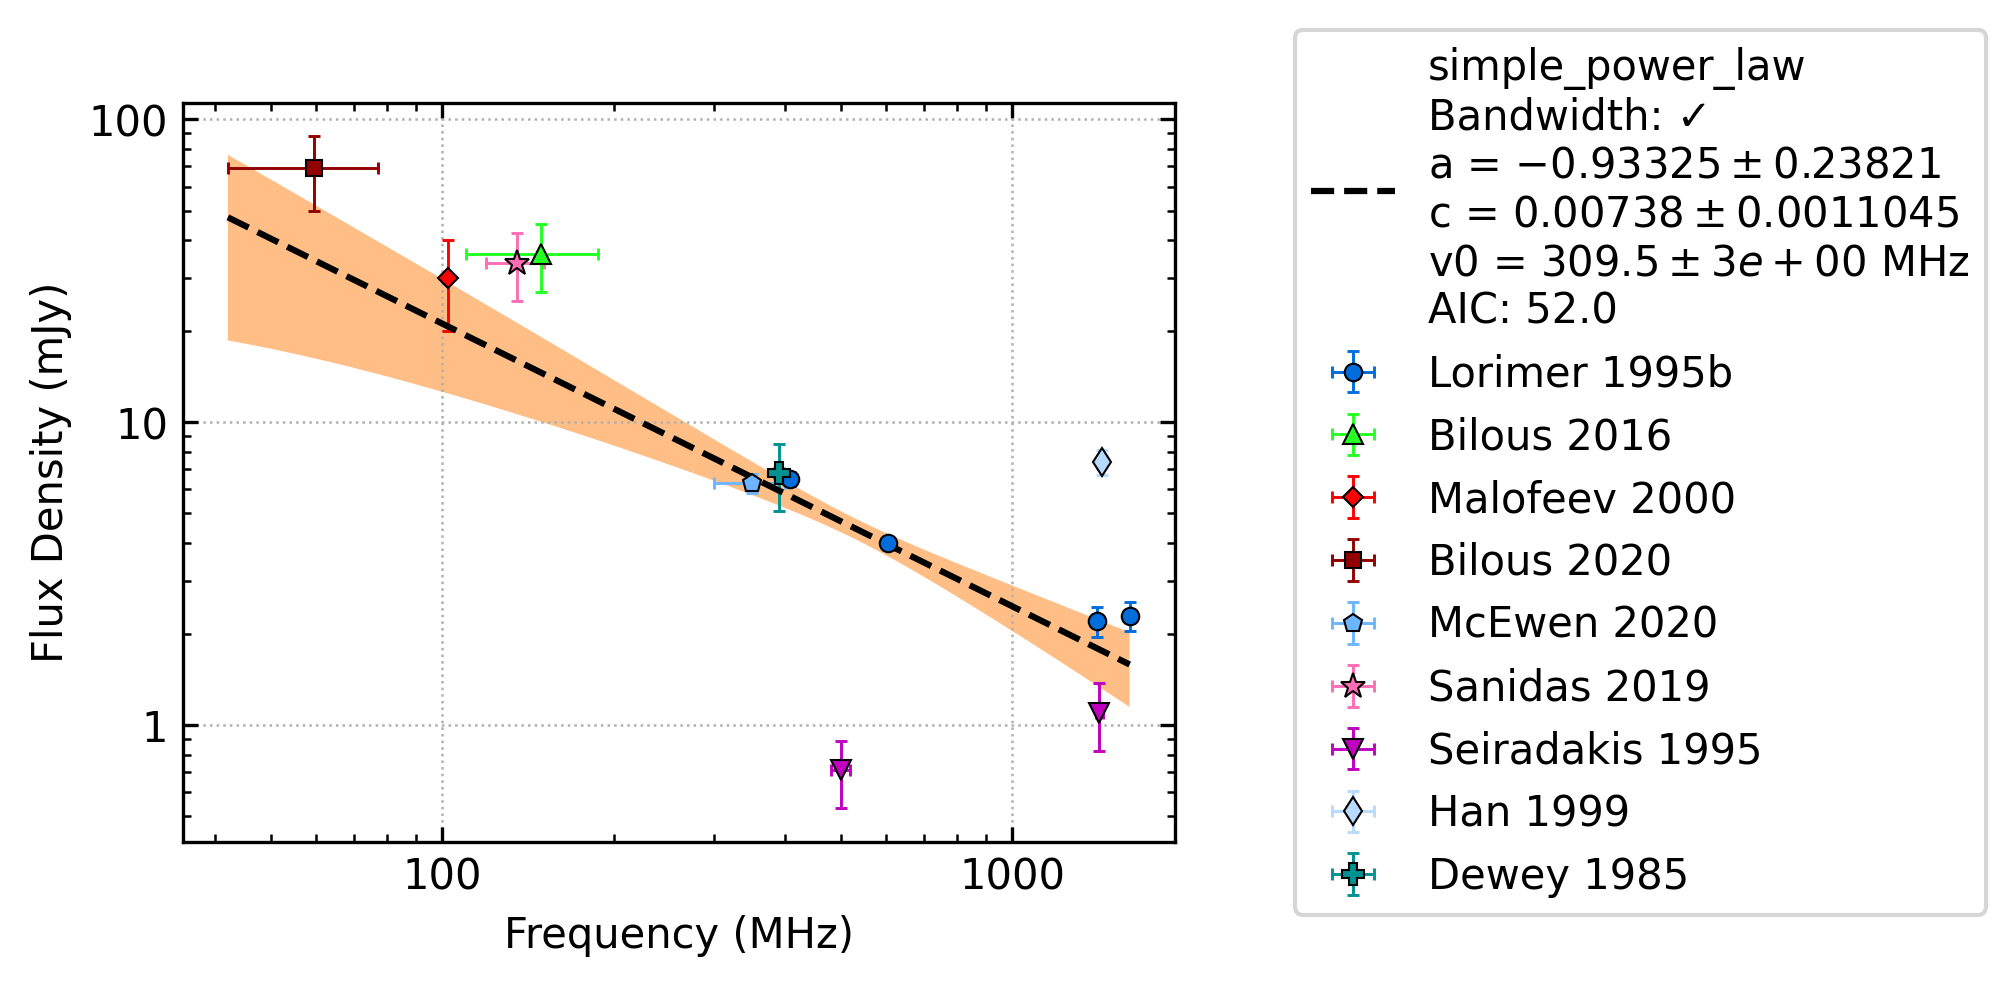 simple_power_law
Bandwidth: ✓
a = −0.93325 ± 0.23821
c = 0.00738 ± 0.0011045
v0 = 309.5 ± 3e + 00 MHz
AIC: 52.0
Lorimer 1995b
Bilous 2016
Malofeev 2000
Bilous 2020
McEwen 2020
Sanidas 2019
Seiradakis 1995
Han 1999
Dewey 1985
100
10
1
Flux Density (mJy)
100
1000
Frequency (MHz)